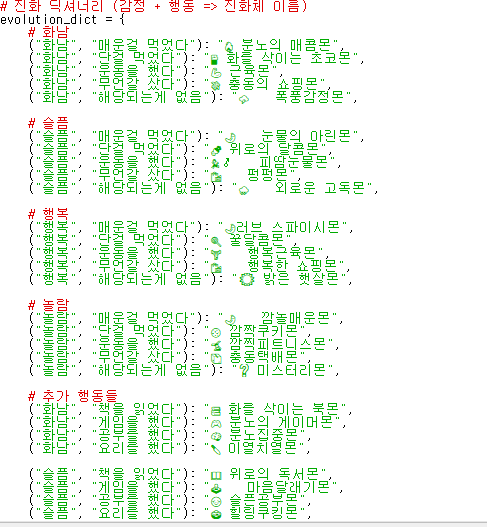 # 진화 딕셔너리 (감정 + 행동 => 진화체 이름)
evolution_dict = {
# 화남
("화남", "매운걸 먹었다"): "🔥 분노의 매콤몬",
("화남", "단걸 먹었다"): "🍫 화를 삭이는 초코몬",
("화남", "운동을 했다"): "💪 근육몬",
("화남", "무언갈 샀다"): "💥 충동의 쇼핑몬",
("화남", "해당되는게 없음"): "🌩 폭풍감정몬",
# 슬픔
("슬픔", "매운걸 먹었다"): "🌶 눈물의 야린몬",
("슬픔", "단걸 먹었다"): "🍬 위로의 달콤몬",
("슬픔", "운동을 했다"): "🏃‍♂ 피땀눈물몬",
("슬픔", "무언갈 샀다"): "🛍 펑펑몬",
("슬픔", "해당되는게 없음"): "🌧 외로운 고독몬",
# 행복
("행복", "매운걸 먹었다"): "🌶러브 스파이시몬",
("행복", "단걸 먹었다"): "🍭 꿀달콤몬",
("행복", "운동을 했다"): "🏋 행복근육몬",
("행복", "무언갈 샀다"): "🛍 행복한 쇼핑몬",
("행복", "해당되는게 없음"): "🌞 밝은 햇살몬",
# 놀람
("놀람", "매운걸 먹었다"): "🌶 깜놀매운몬",
("놀람", "단걸 먹었다"): "🍪 깜짝쿠키몬",
("놀람", "운동을 했다"): "🤸 깜찍피트니스몬",
("놀람", "무언갈 샀다"): "📦 충동택배몬",
("놀람", "해당되는게 없음"): "❓ 미스터리몬",
# 추가 행동들
("화남", "책을 읽었다"): "📚 화를 삭이는 북몬",
("화남", "게임을 했다"): "🎮 분노의 게이머몬",
("화남", "공부를 했다"): "🧠 분노집중몬",
("화남", "요리를 했다"): "🔪 이열치열몬",
("슬픔", "책을 읽었다"): "📖 위로의 독서몬",
("슬픔", "게임을 했다"): "🕹 마음달래기몬",
("슬픔", "공부를 했다"): "😔 슬픈공부몬",
("슬픔", "요리를 했다"): "🍲 힐링쿠킹몬",